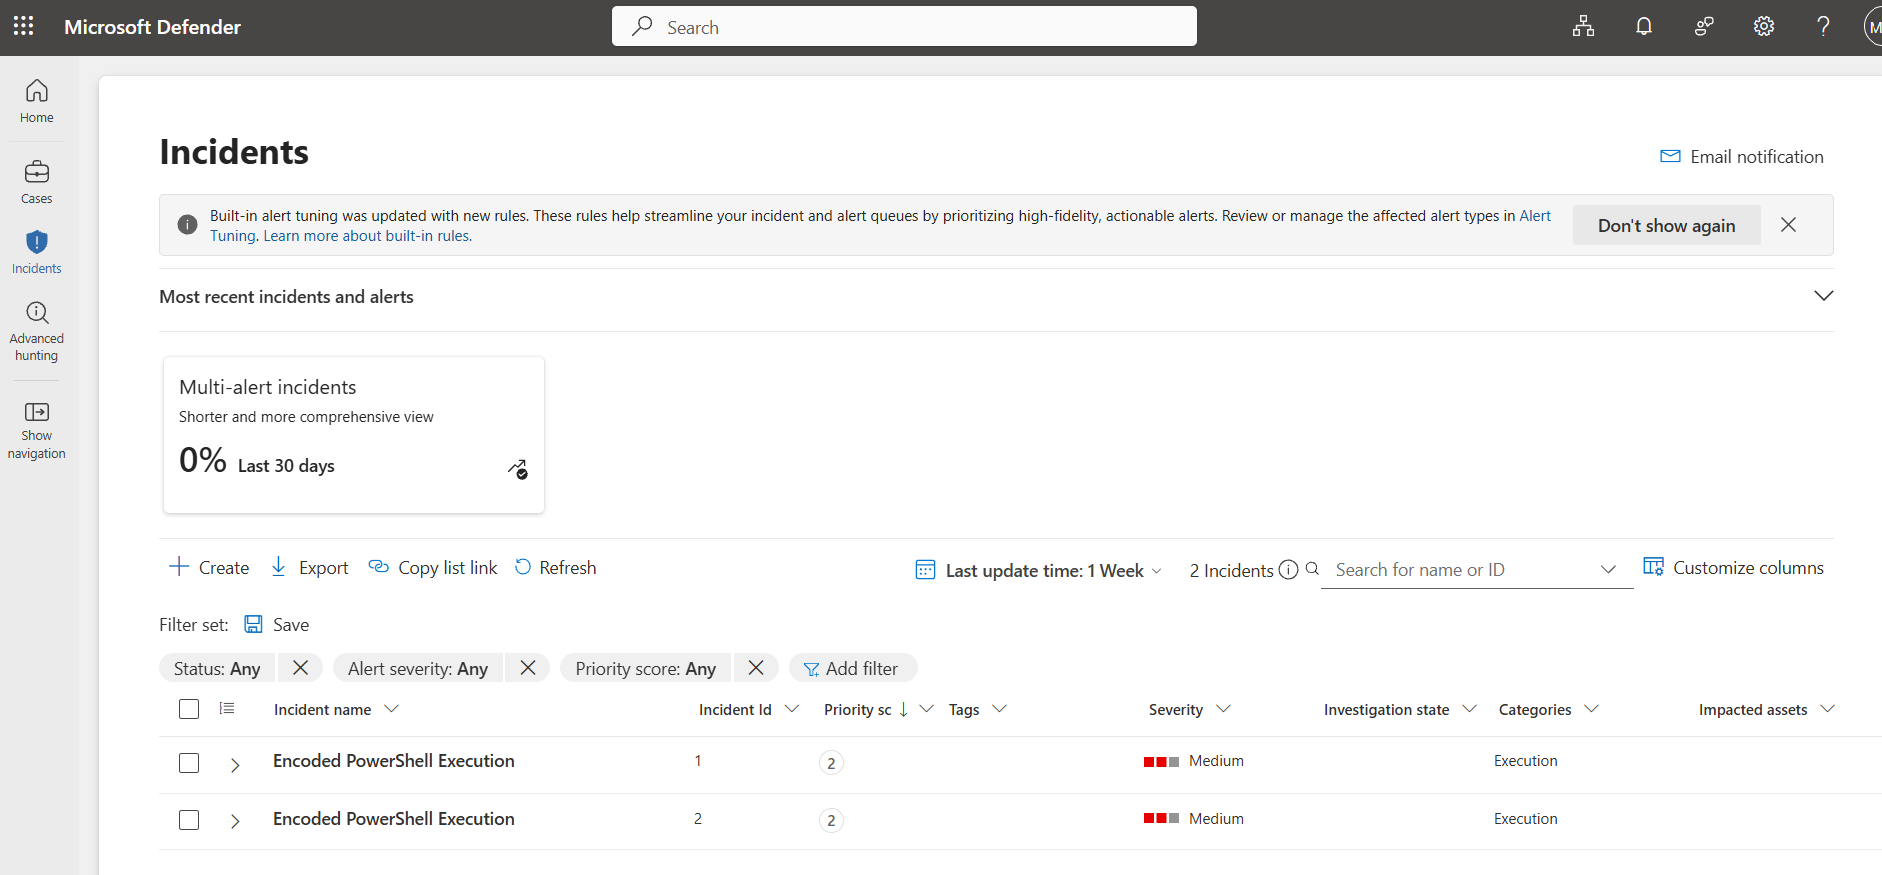 Microsoft Defender
Search
M
Home
Cases
Incidents
Advanced
hunting
Show
navigation
Incidents
Email notification
Built-in alert tuning was updated with new rules. These rules help streamline your incident and alert queues by prioritizing high-fidelity, actionable alerts. Review or manage the affected alert types in Alert
Tuning. Learn more about built-in rules.
Don't show again
Most recent incidents and alerts
Multi-alert incidents
Shorter and more comprehensive view
0% Last 30 days
Create Export Copy list link Refresh
Last update time: 1 Week 2 Incidents Search for name or ID Customize columns
Filter set: Save
Status: Any Alert severity: Any Priority score: Any Add filter
Incident name Incident Id Priority sc Tags Severity Investigation state Categories Impacted assets
Encoded PowerShell Execution 1 2 Medium Execution
Encoded PowerShell Execution 2 2 Medium Execution